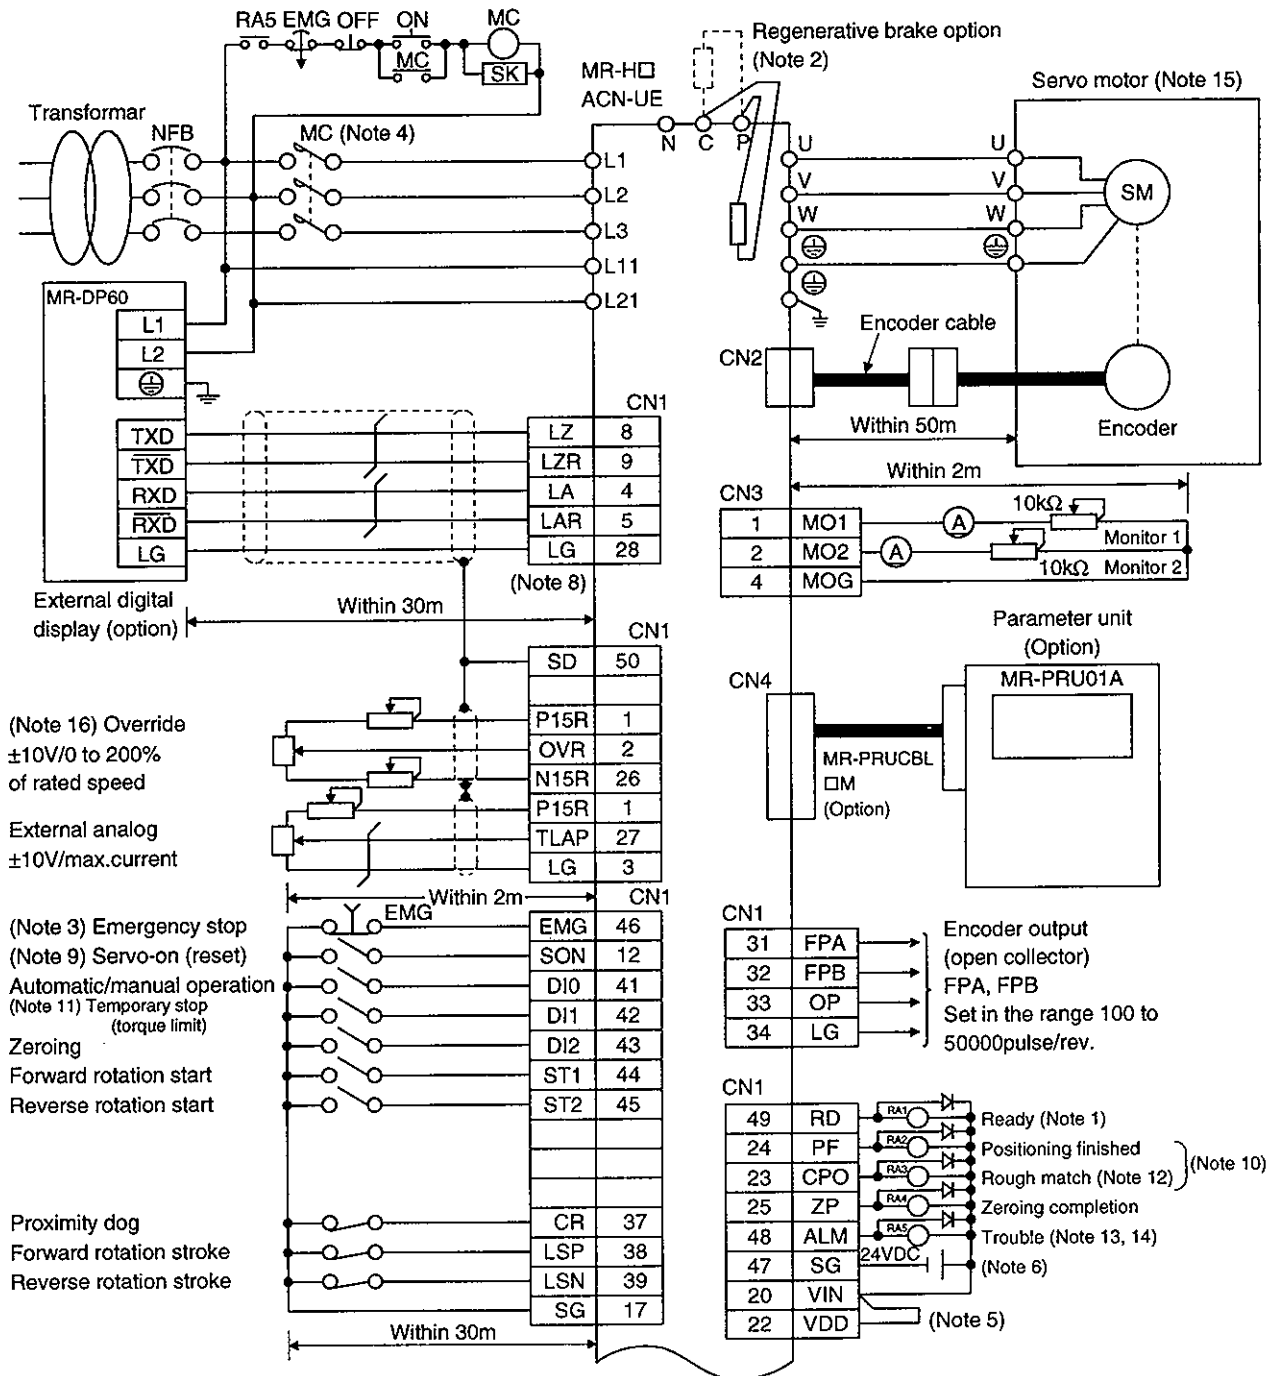 RA5 EMG OFF ON MC
MC
SK
Transformar
NFB
MC (Note 4)
MR-H□
ACN-UE
Regenerative brake option
(Note 2)
N C P
Servo motor (Note 15)
L1
L2
L3
L11
L21
U
V
W
U
V
W
SM
MR-DP60
L1
L2
TXD
TXD
RXD
RXD
LG
External digital
display (option)
CN1
LZ 8
LZR 9
LA 4
LAR 5
LG 28
(Note 8)
Within 30m
CN2
Encoder cable
Within 50m
Encoder
Within 2m
CN3
1 MO1
2 MO2
4 MOG
A
A
10kΩ
10kΩ
Monitor 1
Monitor 2
CN1
SD 50
P15R 1
OVR 2
N15R 26
P15R 1
TLAP 27
LG 3
(Note 16) Override
±10V/0 to 200%
of rated speed
External analog
±10V/max.current
Within 2m
CN4
Parameter unit
(Option)
MR-PRU01A
MR-PRUCBL
□M
(Option)
CN1
EMG
(Note 3) Emergency stop EMG 46
(Note 9) Servo-on (reset) SON 12
Automatic/manual operation DI0 41
(Note 11) Temporary stop
(torque limit) DI1 42
Zeroing DI2 43
Forward rotation start ST1 44
Reverse rotation start ST2 45
Proximity dog CR 37
Forward rotation stroke LSP 38
Reverse rotation stroke LSN 39
SG 17
Within 30m
CN1
31 FPA
32 FPB
33 OP
34 LG
Encoder output
(open collector)
FPA, FPB
Set in the range 100 to
50000pulse/rev.
CN1
49 RD RA1 Ready (Note 1)
24 PF RA2 Positioning finished
23 CPO RA3 Rough match (Note 12)
(Note 10)
25 ZP RA4 Zeroing completion
48 ALM RA5 Trouble (Note 13, 14)
47 SG 24VDC (Note 6)
20 VIN
22 VDD (Note 5)